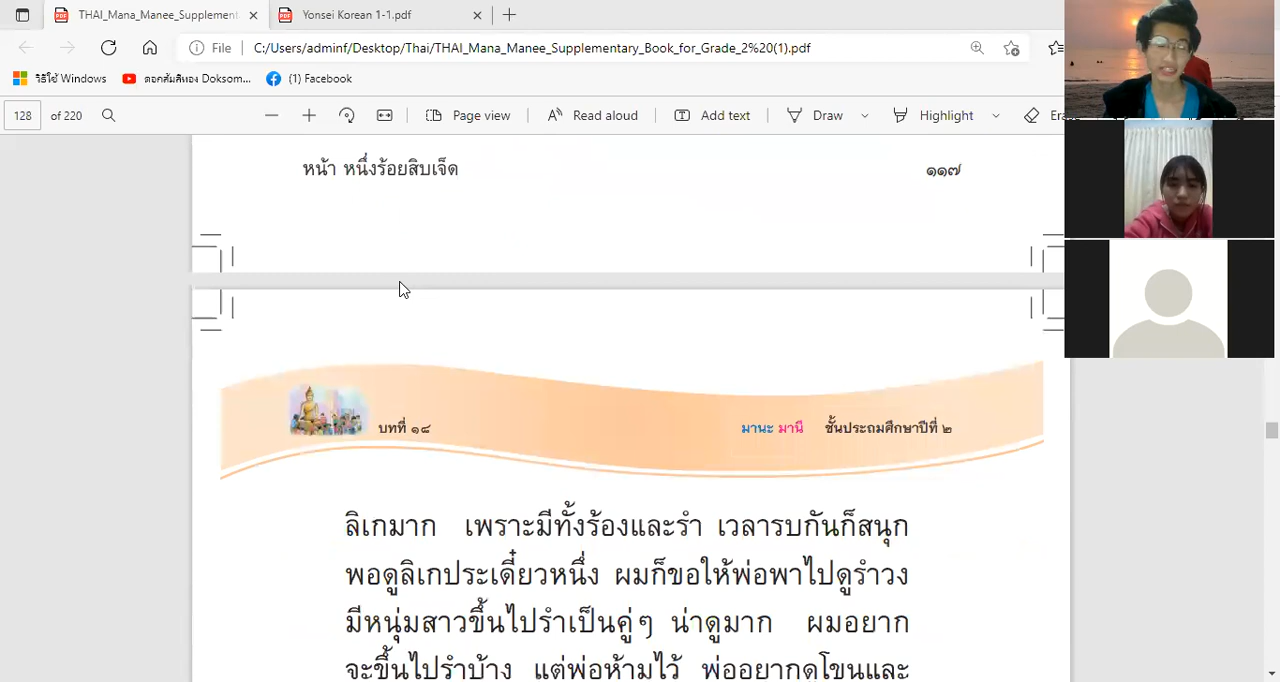 THAI_Mana_Manee_Supplement
Yonsei Korean 1-1.pdf
File
C:/Users/adminf/Desktop/Thai/THAI_Mana_Manee_Supplementary_Book_for_Grade_2%20(1).pdf
วิธีใช้ Windows
ดอกส้มสีทอง Doksom...
(1) Facebook
128
of 220
Page view
Read aloud
Add text
Draw
Highlight
หน้า หนึ่งร้อยสิบเจ็ด
๑๑๗
บทที่ ๑๘
มานะ มานี ชั้นประถมศึกษาปีที่ ๒
ลิเกมาก เพราะมีทั้งร้องและรำ เวลารบกันก็สนุก
พอดูลิเกประเดี๋ยวหนึ่ง ผมก็ขอให้พ่อพาไปดูรำวง
มีหนุ่มสาวขึ้นไปรำเป็นคู่ๆ น่าดูมาก ผมอยาก
จะขึ้นไปรำบ้าง แต่พ่อห้ามไว้ พ่ออยากดูโขนและ